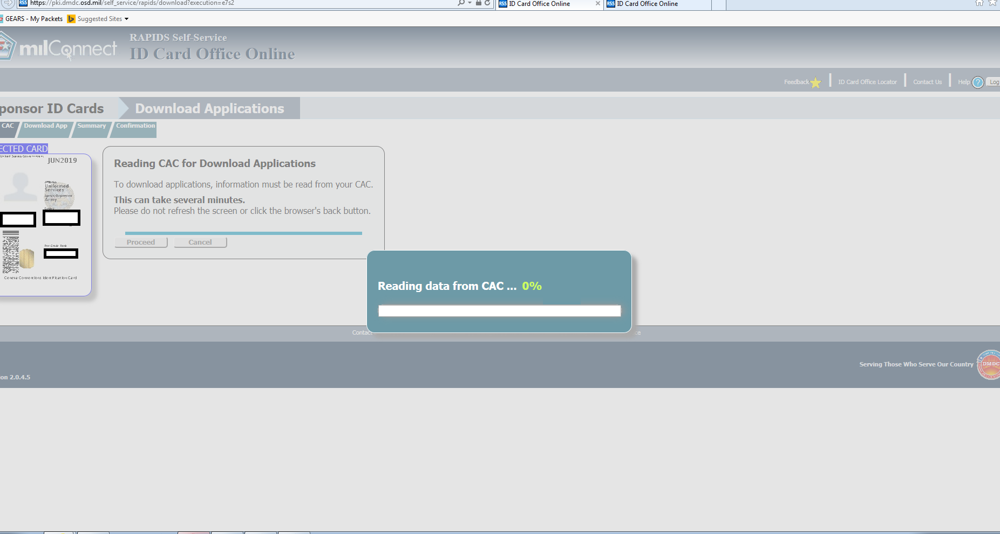 RSS https://pki.dmdc.osd.mil/self_service/rapids/download?execution=e7s2
RSS ID Card Office Online
RSS ID Card Office Online
GEARS - My Packets
Suggested Sites
milConnect
RAPIDS Self-Service
ID Card Office Online
Feedback
ID Card Office Locator
Contact Us
Help ?
Log
ponsor ID Cards
Download Applications
CAC
Download App
Summary
Confirmation
ECTED CARD
United States Government
JUN2019
Affiliation
Uniformed
Services
Agency/Department
Army
Pay Grade Rank
Geneva Conventions Identification Card
Reading CAC for Download Applications
To download applications, information must be read from your CAC.
This can take several minutes.
Please do not refresh the screen or click the browser's back button.
Proceed
Cancel
Reading data from CAC ... 0%
Contact
ce
Serving Those Who Serve Our Country
DMDC
on 2.0.4.5